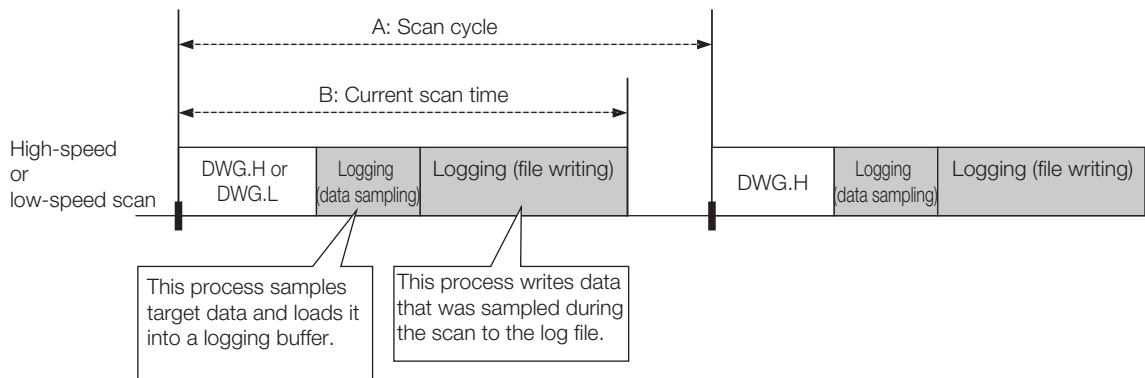 A: Scan cycle
B: Current scan time
High-speed
or
low-speed scan
DWG.H or
DWG.L
Logging
(data sampling)
Logging (file writing)
DWG.H
Logging
(data sampling)
Logging (file writing)
This process samples
target data and loads it
into a logging buffer.
This process writes data
that was sampled during
the scan to the log file.